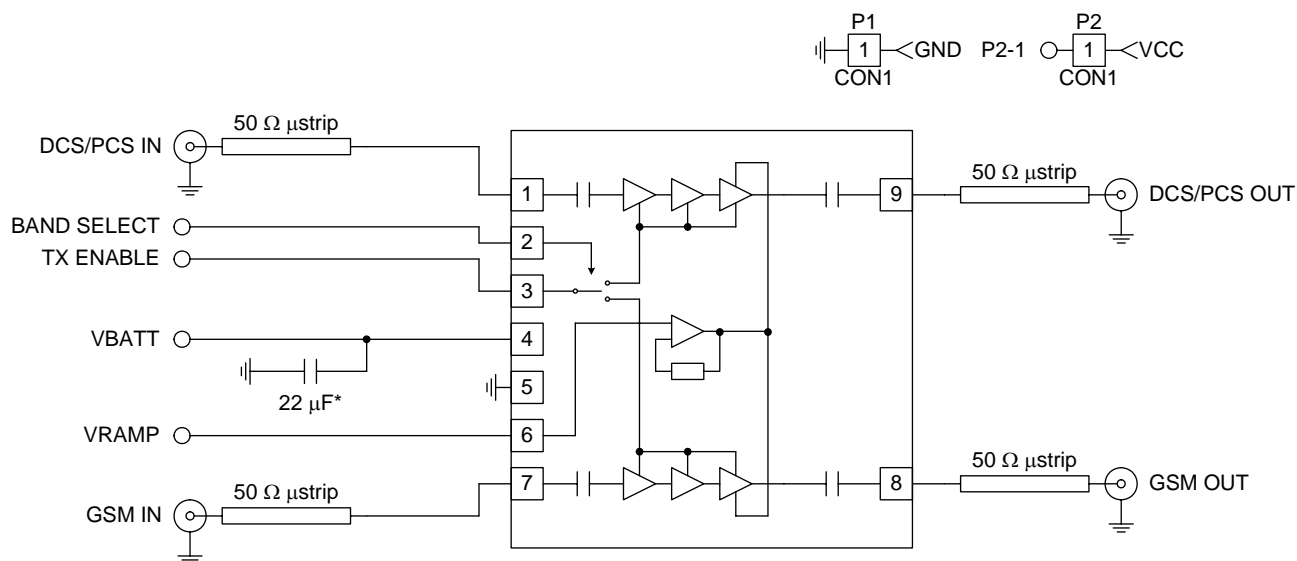 P1
1
GND
CON1
P2-1
P2
1
VCC
CON1
DCS/PCS IN
50 Ω μstrip
BAND SELECT
TX ENABLE
VBATT
22 μF*
VRAMP
GSM IN
50 Ω μstrip
1
2
3
4
5
6
7
9
8
50 Ω μstrip
DCS/PCS OUT
50 Ω μstrip
GSM OUT